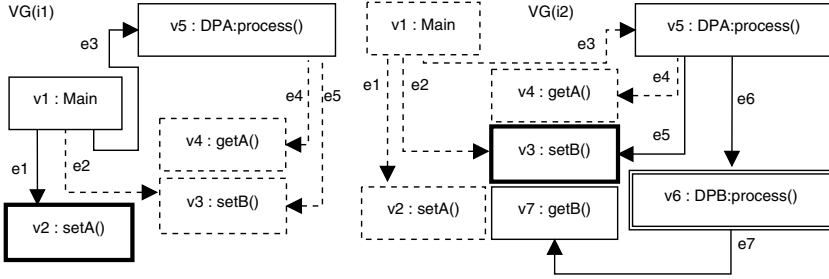 VG(i1)
v5 : DPA:process()
e3
v1 : Main
e4
e5
v4 : getA()
e1
e2
v3 : setB()
v2 : setA()
VG(i2)
v1 : Main
v5 : DPA:process()
e3
e1
e2
e4
v4 : getA()
e6
e5
v3 : setB()
v2 : setA()
v7 : getB()
v6 : DPB:process()
e7